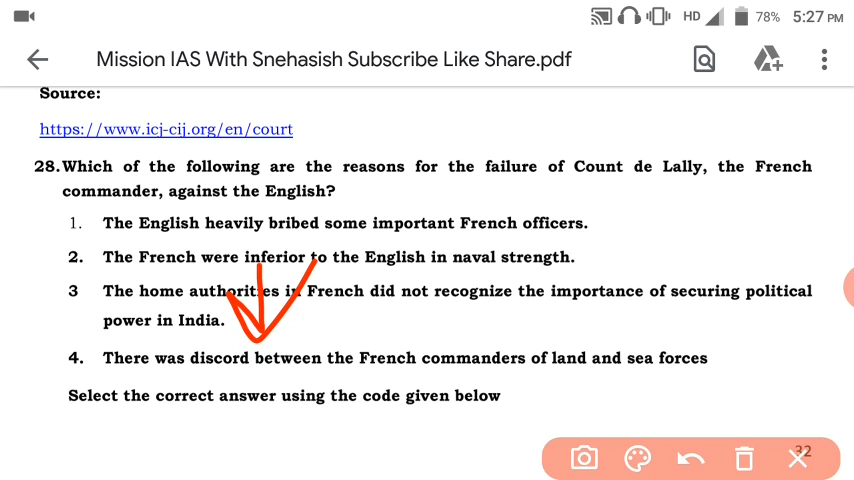 HD 78% 5:27 PM
Mission IAS With Snehasish Subscribe Like Share.pdf
Source:
https://www.icj-cij.org/en/court
28. Which of the following are the reasons for the failure of Count de Lally, the French
commander, against the English?
1. The English heavily bribed some important French officers.
2. The French were inferior to the English in naval strength.
3 The home authorities in French did not recognize the importance of securing political
power in India.
4. There was discord between the French commanders of land and sea forces
Select the correct answer using the code given below
32